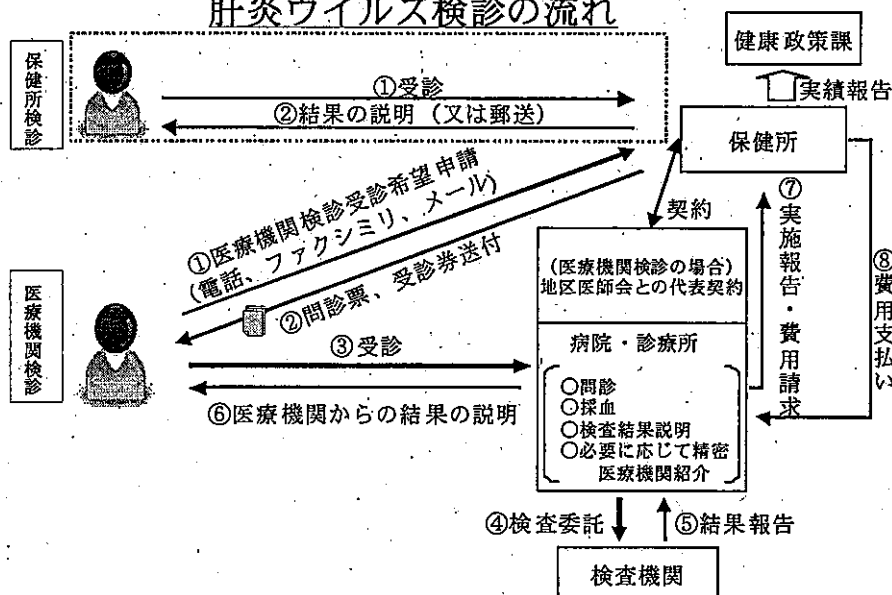 肝炎ウイルス検診の流れ
健康政策課
実績報告
保健所検診
①受診
②結果の説明（又は郵送）
保健所
契約
①医療機関検診受診希望申請
(電話、ファクシミリ、メール)
②問診票、受診券送付
医療機関検診
（医療機関検診の場合）
地区医師会との代表契約
⑦実施報告・費用請求
⑧費用支払い
③受診
⑥医療機関からの結果の説明
病院・診療所
○問診
○採血
○検査結果説明
○必要に応じて精密
医療機関紹介
④検査委託
⑤結果報告
検査機関